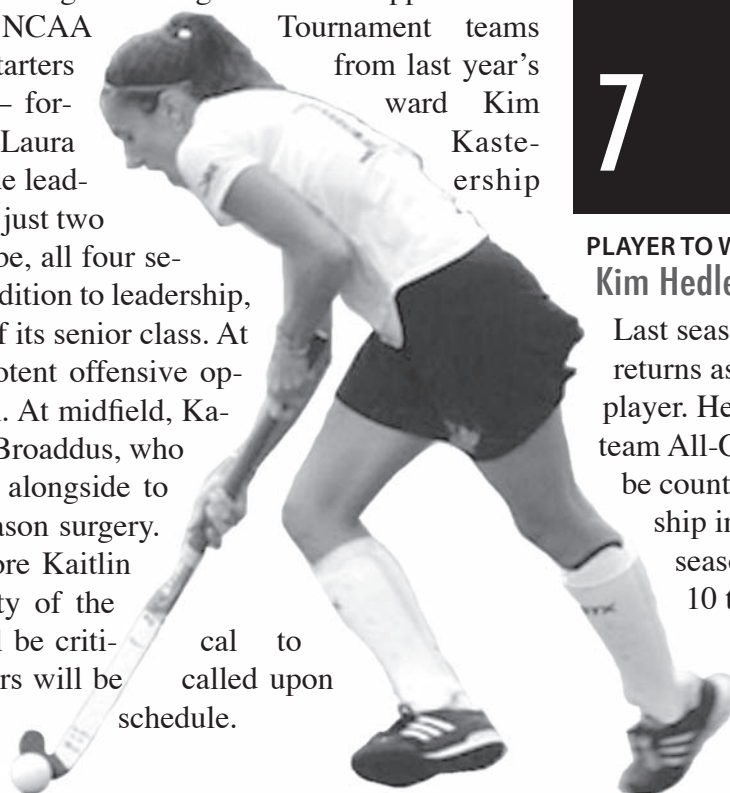 NCAA Tournament teams
tarters from last year's
– for- ward Kim
Laura Kaste-
e lead- ership
just two
be, all four se-
dition to leadership,
f its senior class. At
otent offensive op-
. At midfield, Ka-
Broaddus, who
alongside to
ason surgery.
ore Kaitlin
ty of the
l be criti- cal to
rs will be called upon
schedule.
7
PLAYER TO W
Kim Hedle
Last seas
returns as
player. He
team All-C
be count
ship in
seaso
10 t